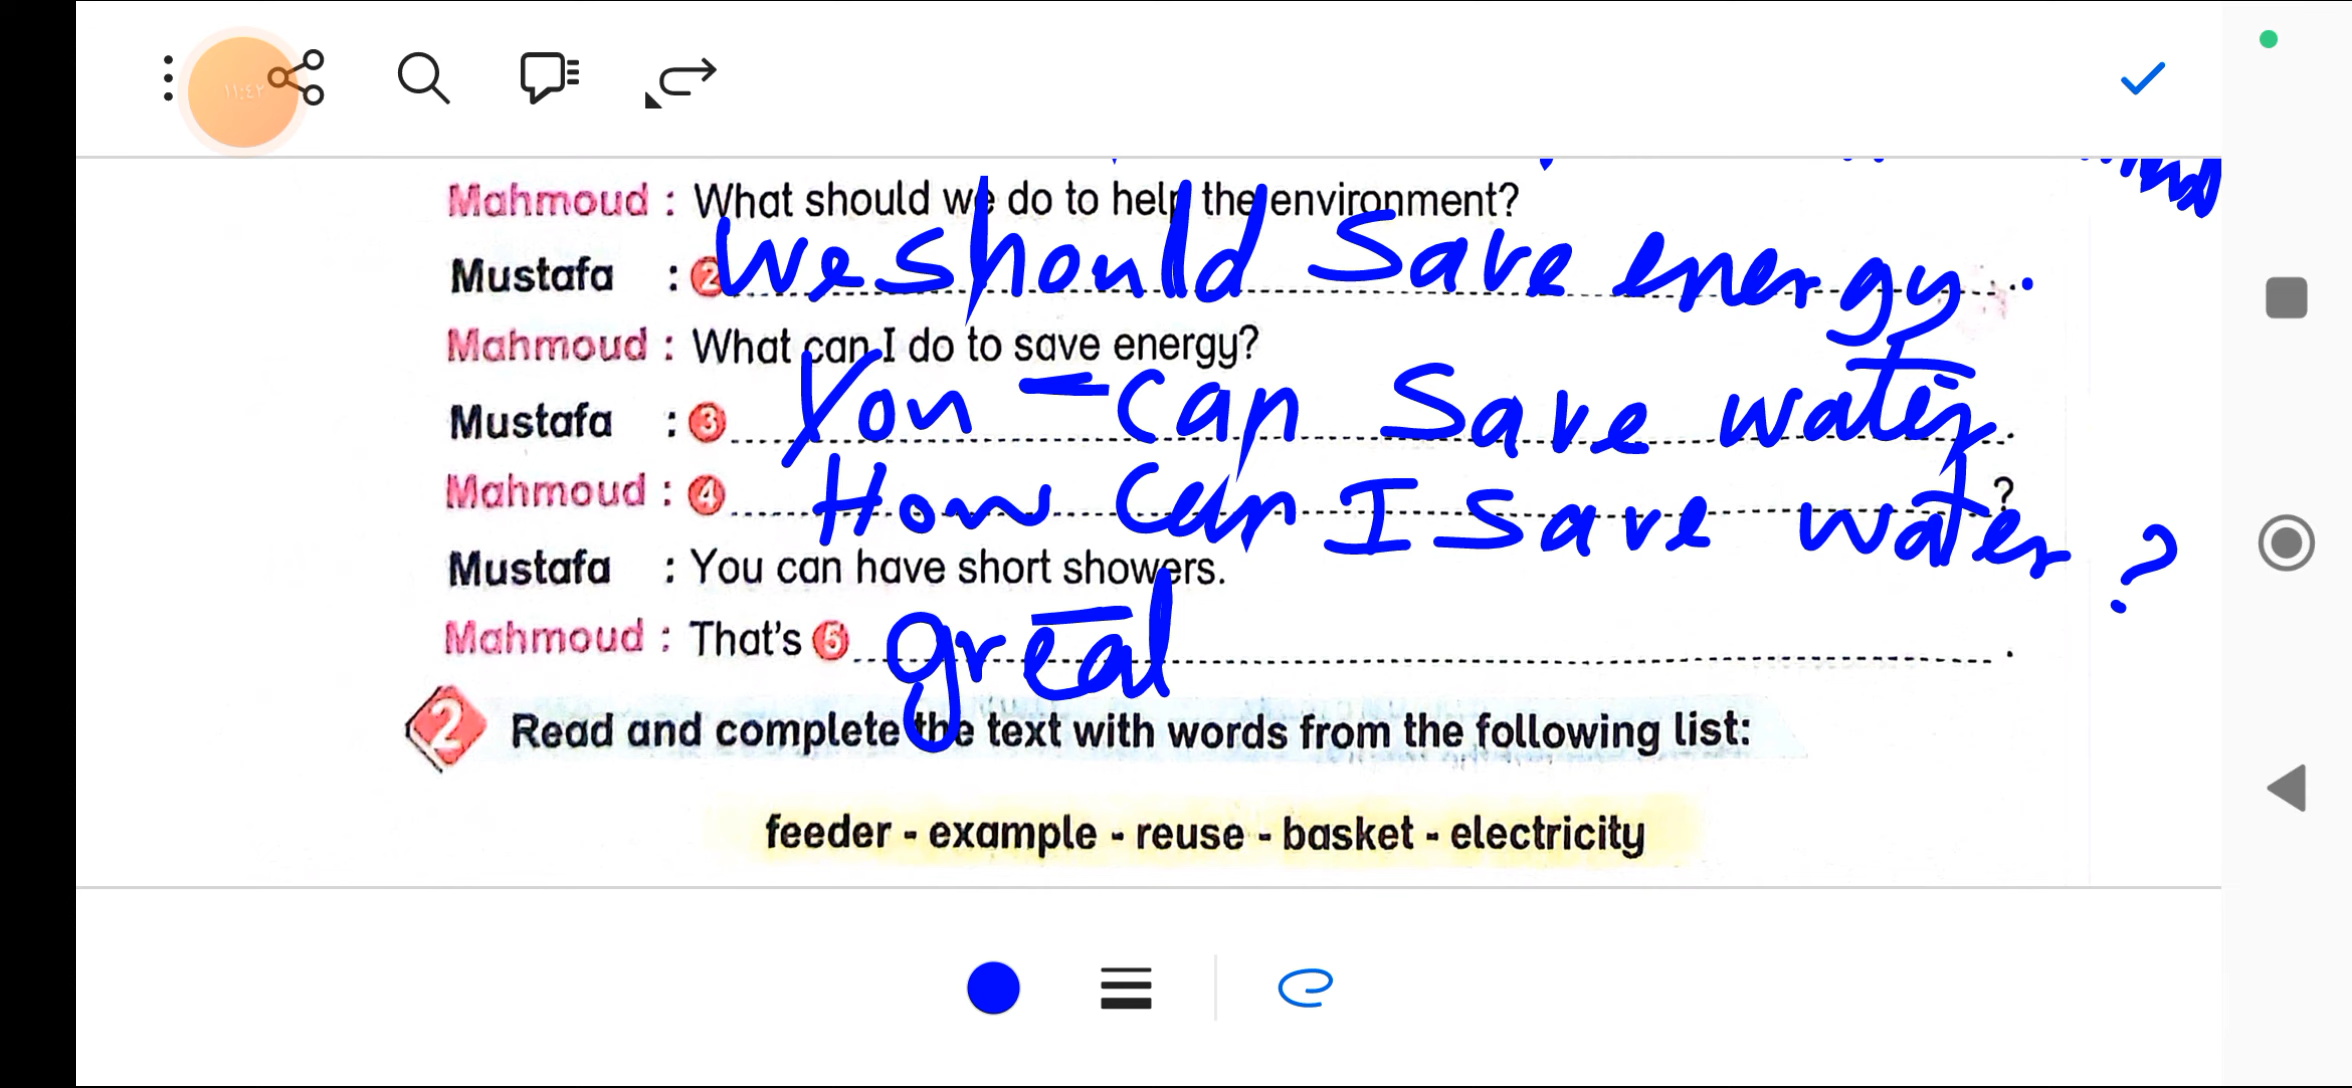 ١١:٤٢
Mahmoud : What should we do to help the environment?
Mustafa : 2 We should save energy.
Mahmoud : What can I do to save energy?
Mustafa : 3 You can save water.
Mahmoud : 4 How can I save water ?
Mustafa : You can have short showers.
Mahmoud : That's 5 great .
2 Read and complete the text with words from the following list:
feeder - example - reuse - basket - electricity